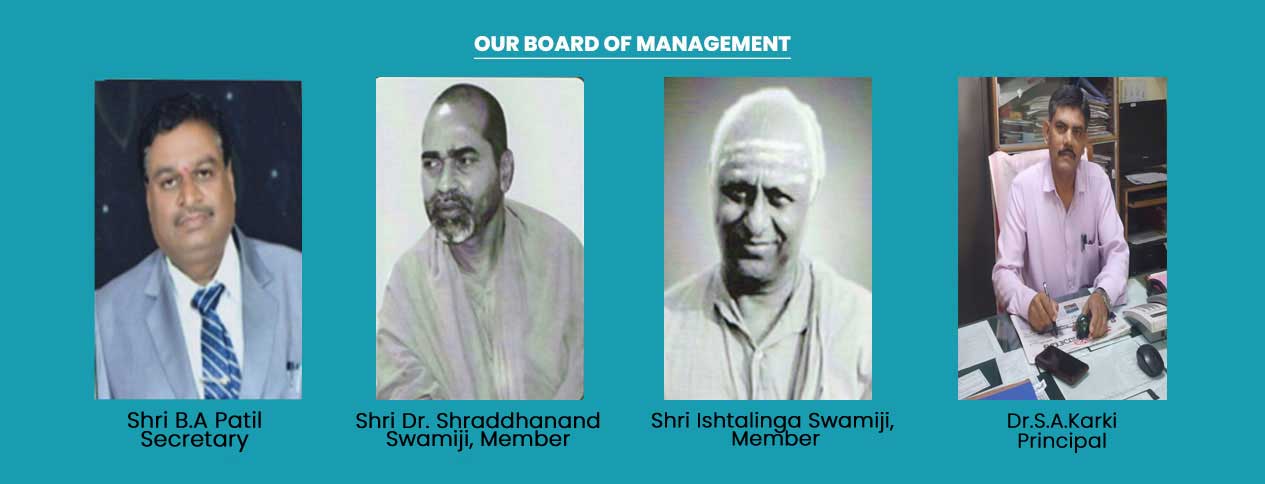 OUR BOARD OF MANAGEMENT
Shri B.A Patil
Secretary
Shri Dr. Shraddhanand
Swamiji, Member
Shri Ishtalinga Swamiji,
Member
Dr.S.A.Karki
Principal